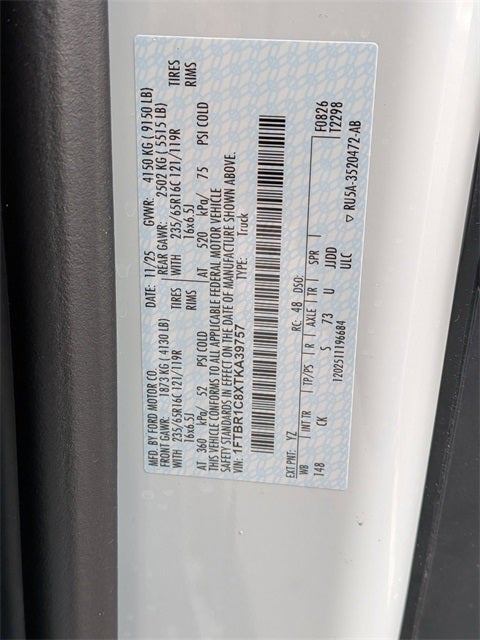 MFD. BY FORD MOTOR CO. DATE: 11/25 GVWR: 4150 KG ( 9150 LB)
FRONT GAWR: 1873 KG ( 4130 LB) REAR GAWR: 2502 KG ( 5515 LB)
WITH 235/65R16C 121/119R TIRES WITH 235/65R16C 121/119R TIRES
16x6.5J RIMS 16x6.5J RIMS
AT 360 kPa/ 52 PSI COLD AT 520 kPa/ 75 PSI COLD
THIS VEHICLE CONFORMS TO ALL APPLICABLE FEDERAL MOTOR VEHICLE
SAFETY STANDARDS IN EFFECT ON THE DATE OF MANUFACTURE SHOWN ABOVE.
VIN: 1FTBR1C8XTKA39757 TYPE: Truck
F0826
T2298
EXT PNT: YZ RC: 48 DSO:
WB INT TR TP/PS R AXLE TR SPR
148 CK S 73 U JJDD
1202511196684 ULC
▽ RU5A-3520472-AB